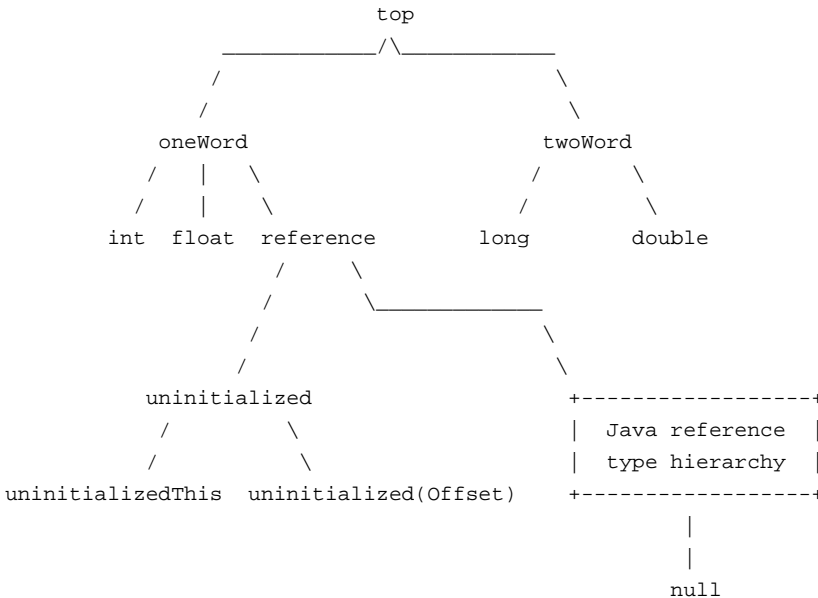 top
oneWord twoWord
int float reference long double
uninitialized
Java reference
type hierarchy
uninitializedThis uninitialized(Offset)
null